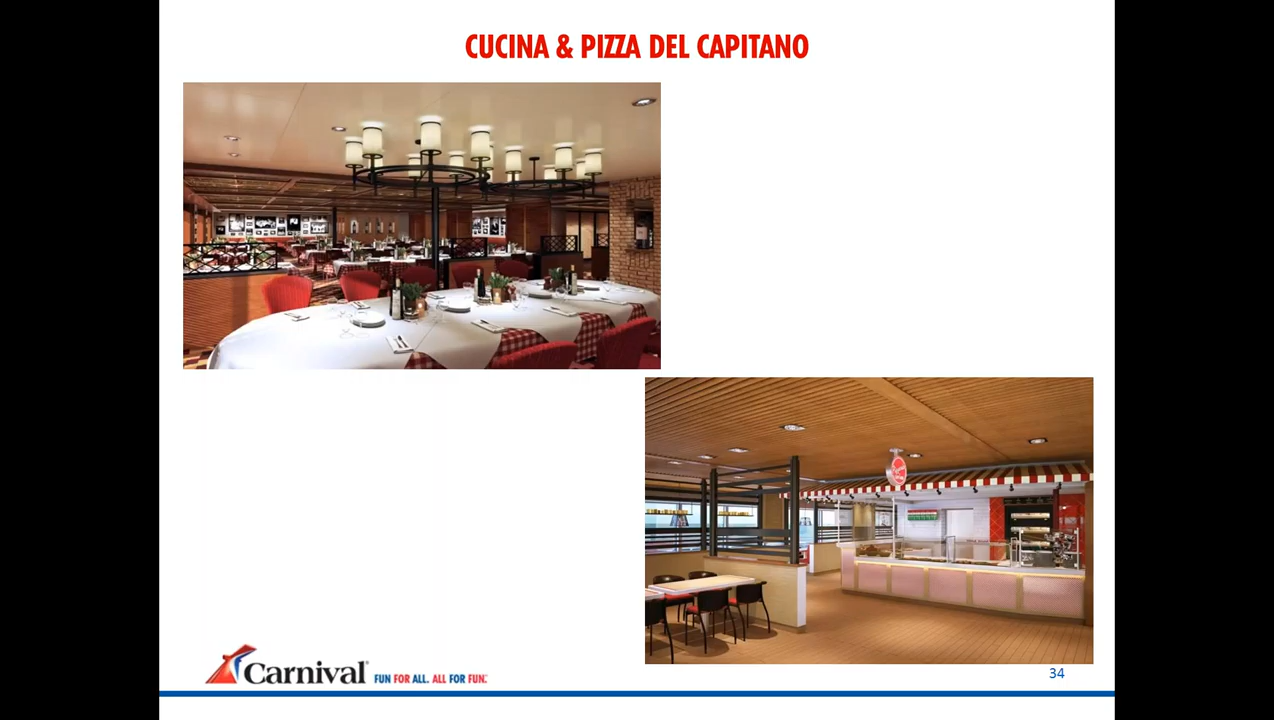 CUCINA & PIZZA DEL CAPITANO
Carnival® FUN FOR ALL. ALL FOR FUN.
34